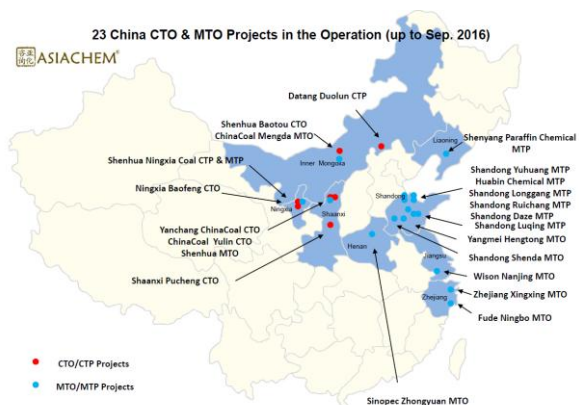 23 China CTO & MTO Projects in the Operation (up to Sep. 2016)
亚化咨询
ASIACHEM®
Datang Duolun CTP
Shenhua Baotou CTO
ChinaCoal Mengda MTO
Shenyang Paraffin Chemical
MTP
Liaoning
Shenhua Ningxia Coal CTP & MTP
Inner Mongolia
Ningxia Baofeng CTO
Ningxia
Shaanxi
Shandong
Shandong Yuhuang MTP
Huabin Chemical MTP
Shandong Longgang MTP
Shandong Ruichang MTP
Shandong Daze MTP
Shandong Luqing MTP
Yangmei Hengtong MTO
Shandong Shenda MTO
Yanchang ChinaCoal CTO
ChinaCoal Yulin CTO
Shenhua MTO
Henan
Shaanxi Pucheng CTO
Jiangsu
Wison Nanjing MTO
Zhejiang
Zhejiang Xingxing MTO
Fude Ningbo MTO
CTO/CTP Projects
MTO/MTP Projects
Sinopec Zhongyuan MTO